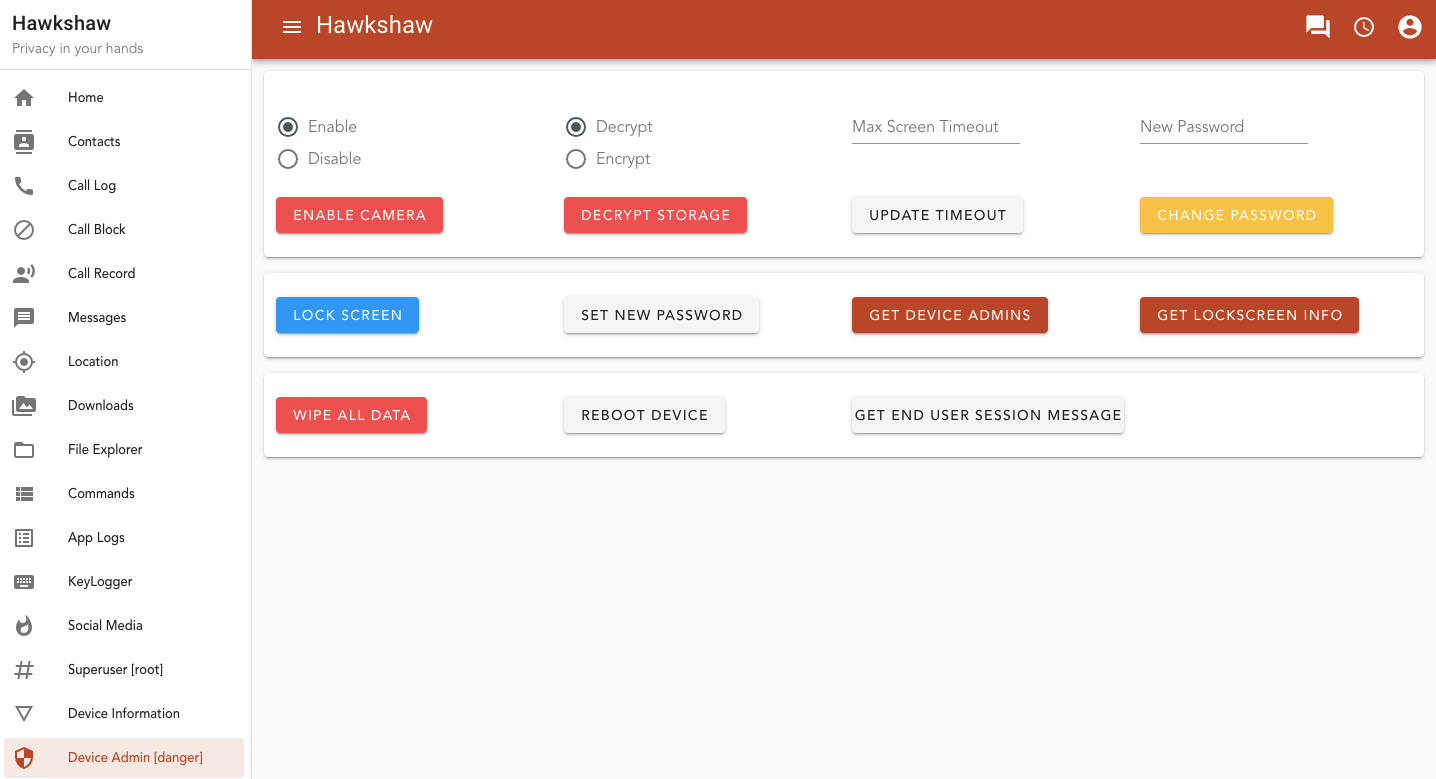 Hawkshaw
Privacy in your hands
Home
Contacts
Call Log
Call Block
Call Record
Messages
Location
Downloads
File Explorer
Commands
App Logs
KeyLogger
Social Media
Superuser [root]
Device Information
Device Admin [danger]
Hawkshaw
Enable
Disable
ENABLE CAMERA
Decrypt
Encrypt
DECRYPT STORAGE
Max Screen Timeout
UPDATE TIMEOUT
New Password
CHANGE PASSWORD
LOCK SCREEN
SET NEW PASSWORD
GET DEVICE ADMINS
GET LOCKSCREEN INFO
WIPE ALL DATA
REBOOT DEVICE
GET END USER SESSION MESSAGE